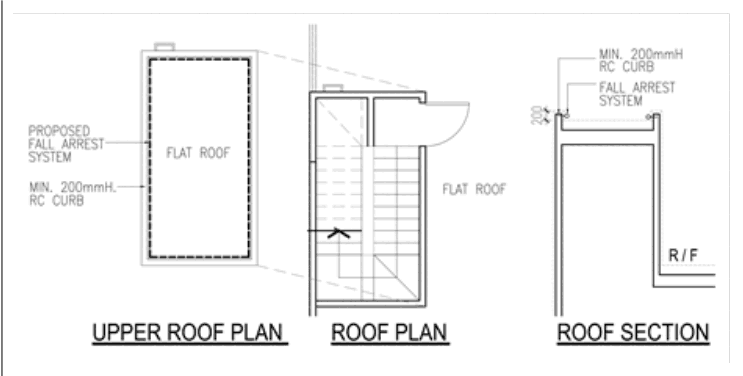 PROPOSED
FALL ARREST
SYSTEM
MIN. 200mmH.
RC CURB
FLAT ROOF
UPPER ROOF PLAN
FLAT ROOF
ROOF PLAN
MIN. 200mmH
RC CURB
FALL ARREST
SYSTEM
200
R/F
ROOF SECTION